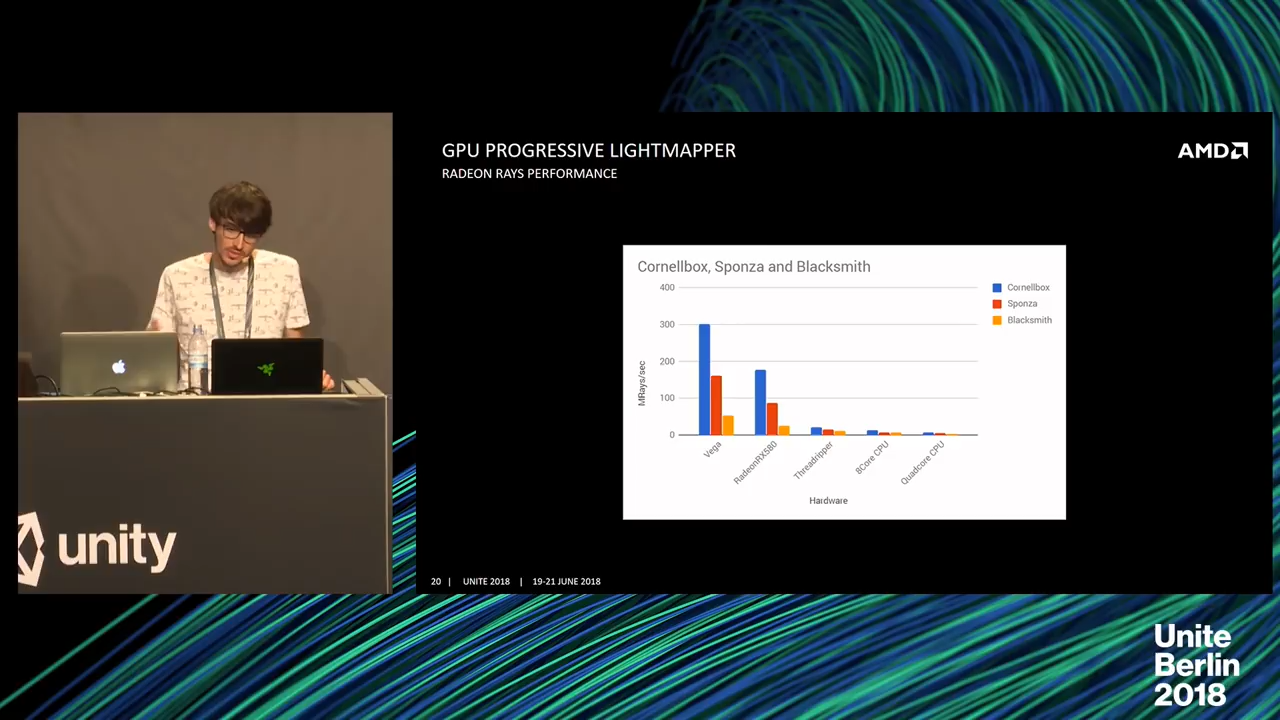 GPU PROGRESSIVE LIGHTMAPPER
RADEON RAYS PERFORMANCE
AMD
Cornellbox, Sponza and Blacksmith
400
300
200
100
0
MRays/sec
Vega
RadeonRX580
Threadripper
8Core CPU
Quadcore CPU
Hardware
Cornellbox
Sponza
Blacksmith
20 | UNITE 2018 | 19-21 JUNE 2018
unity
Unite
Berlin
2018